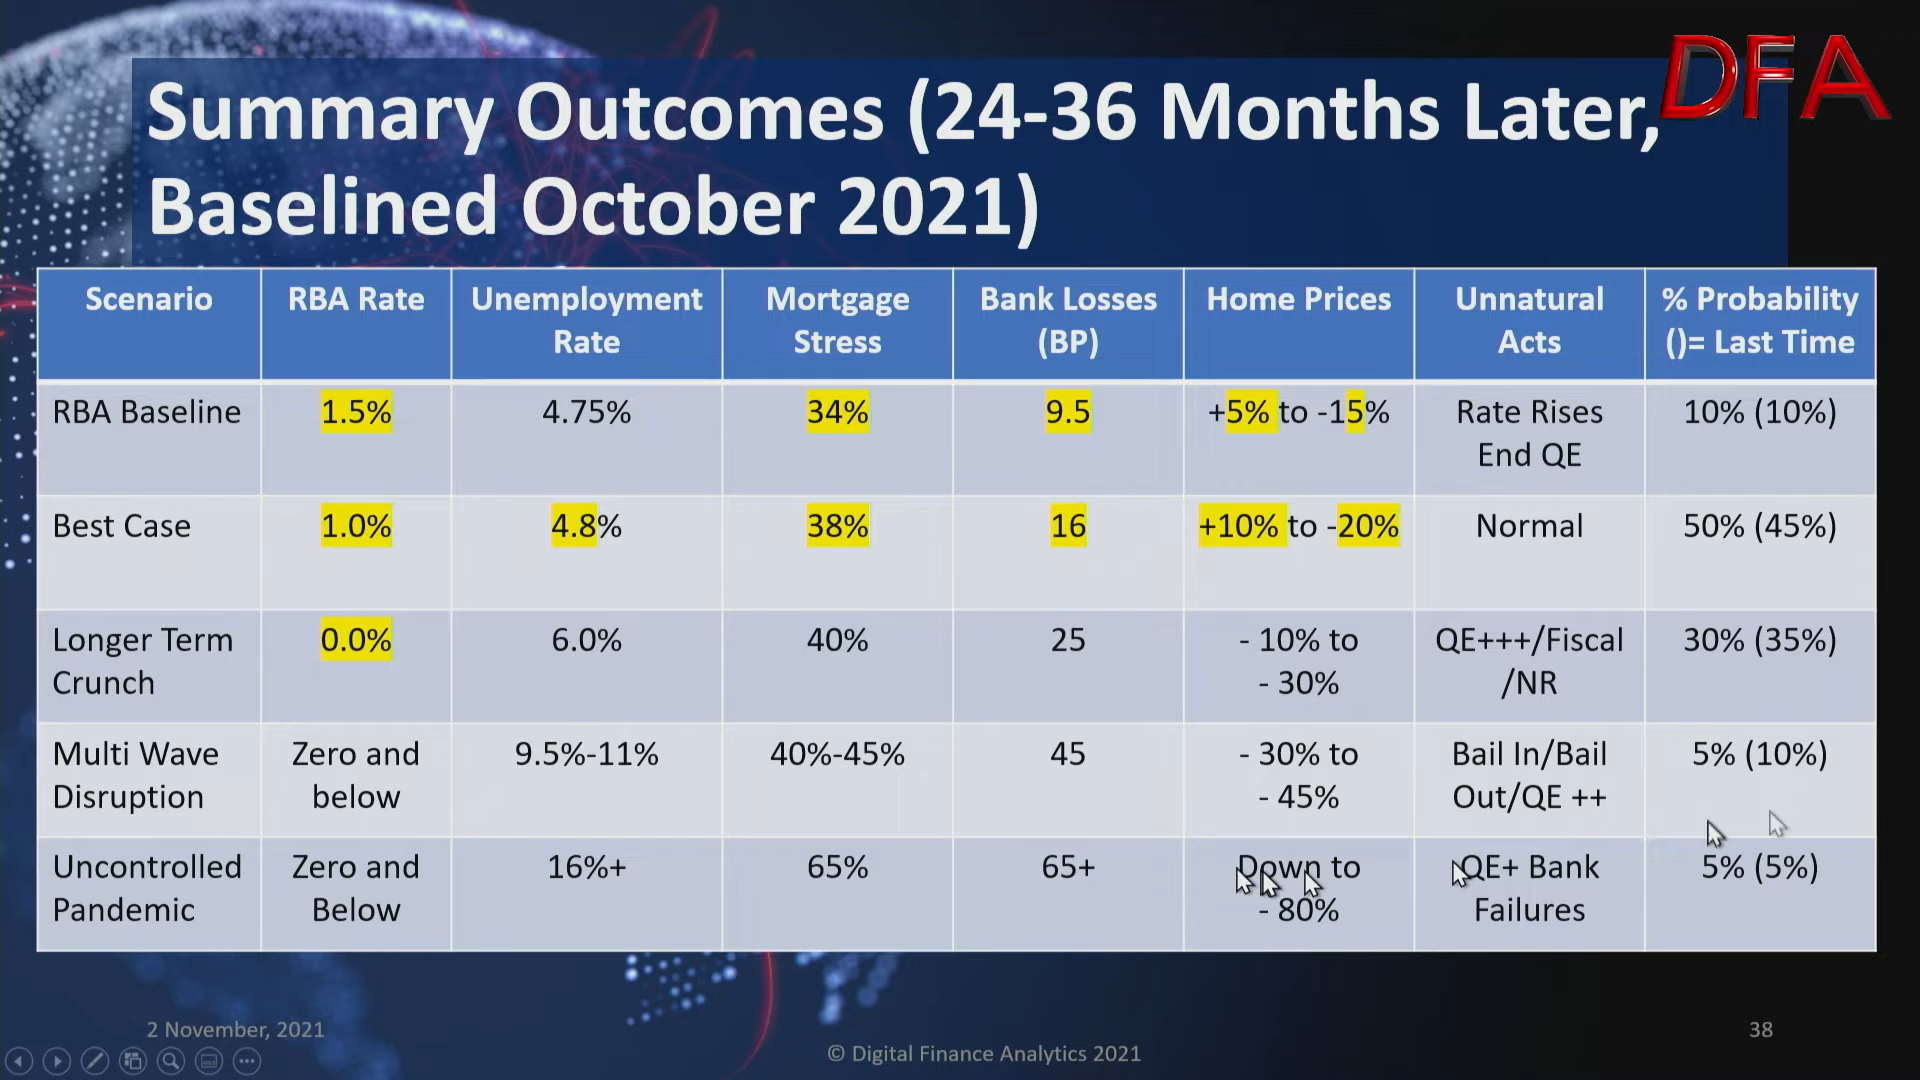 DFA
Summary Outcomes (24-36 Months Later,
Baselined October 2021)
Scenario
RBA Rate
Unemployment
Rate
Mortgage
Stress
Bank Losses
(BP)
Home Prices
Unnatural
Acts
% Probability
()= Last Time
RBA Baseline
1.5%
4.75%
34%
9.5
+5% to -15%
Rate Rises
End QE
10% (10%)
Best Case
1.0%
4.8%
38%
16
+10% to -20%
Normal
50% (45%)
Longer Term
Crunch
0.0%
6.0%
40%
25
- 10% to
- 30%
QE+++/Fiscal
/NR
30% (35%)
Multi Wave
Disruption
Zero and
below
9.5%-11%
40%-45%
45
- 30% to
- 45%
Bail In/Bail
Out/QE ++
5% (10%)
Uncontrolled
Pandemic
Zero and
Below
16%+
65%
65+
Down to
- 80%
QE+ Bank
Failures
5% (5%)
2 November, 2021
© Digital Finance Analytics 2021
38